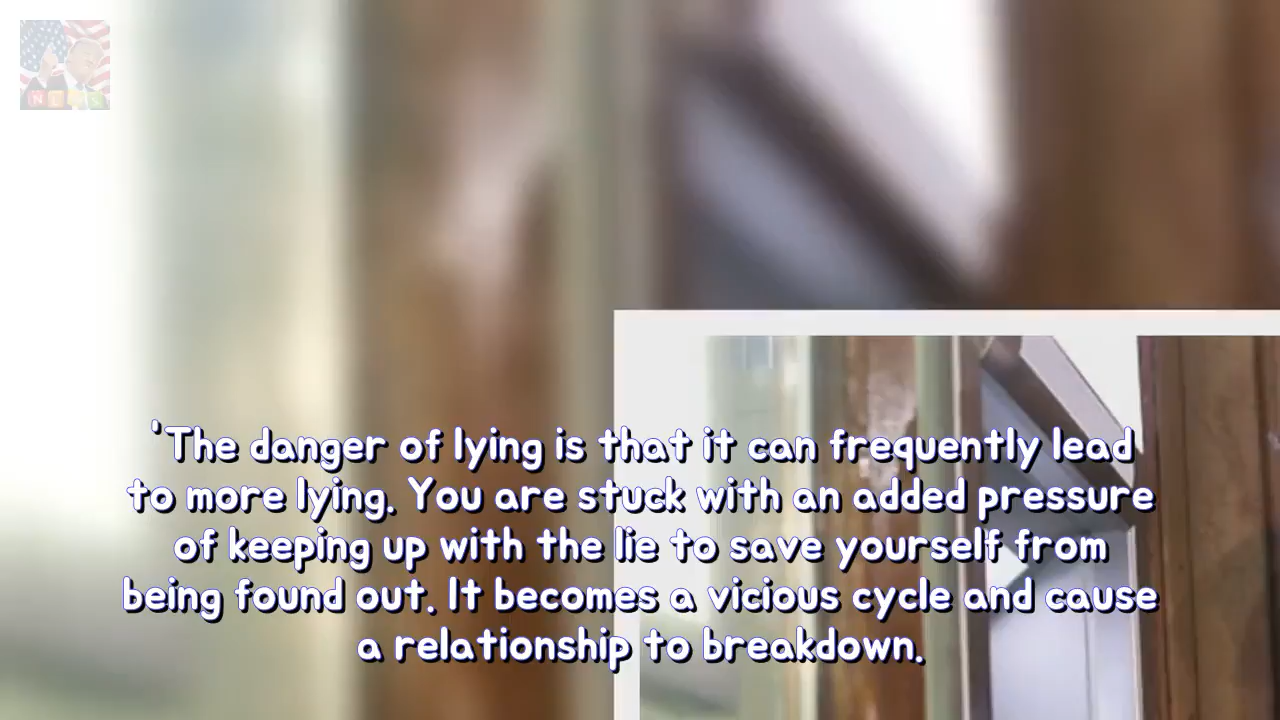 'The danger of lying is that it can frequently lead
to more lying. You are stuck with an added pressure
of keeping up with the lie to save yourself from
being found out. It becomes a vicious cycle and cause
a relationship to breakdown.